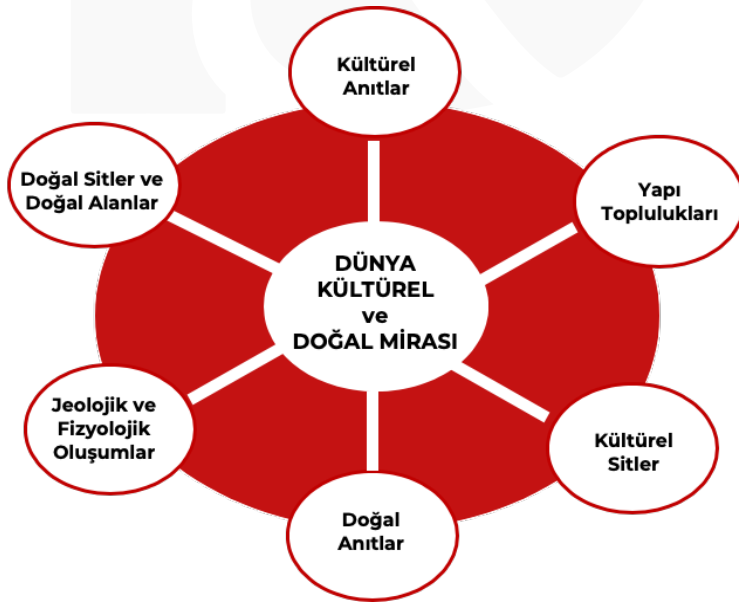 Kültürel
Anıtlar
Doğal Sitler ve
Doğal Alanlar
Yapı
Toplulukları
DÜNYA
KÜLTÜREL
ve
DOĞAL MİRASI
Jeolojik ve
Fizyolojik
Oluşumlar
Kültürel
Sitler
Doğal
Anıtlar